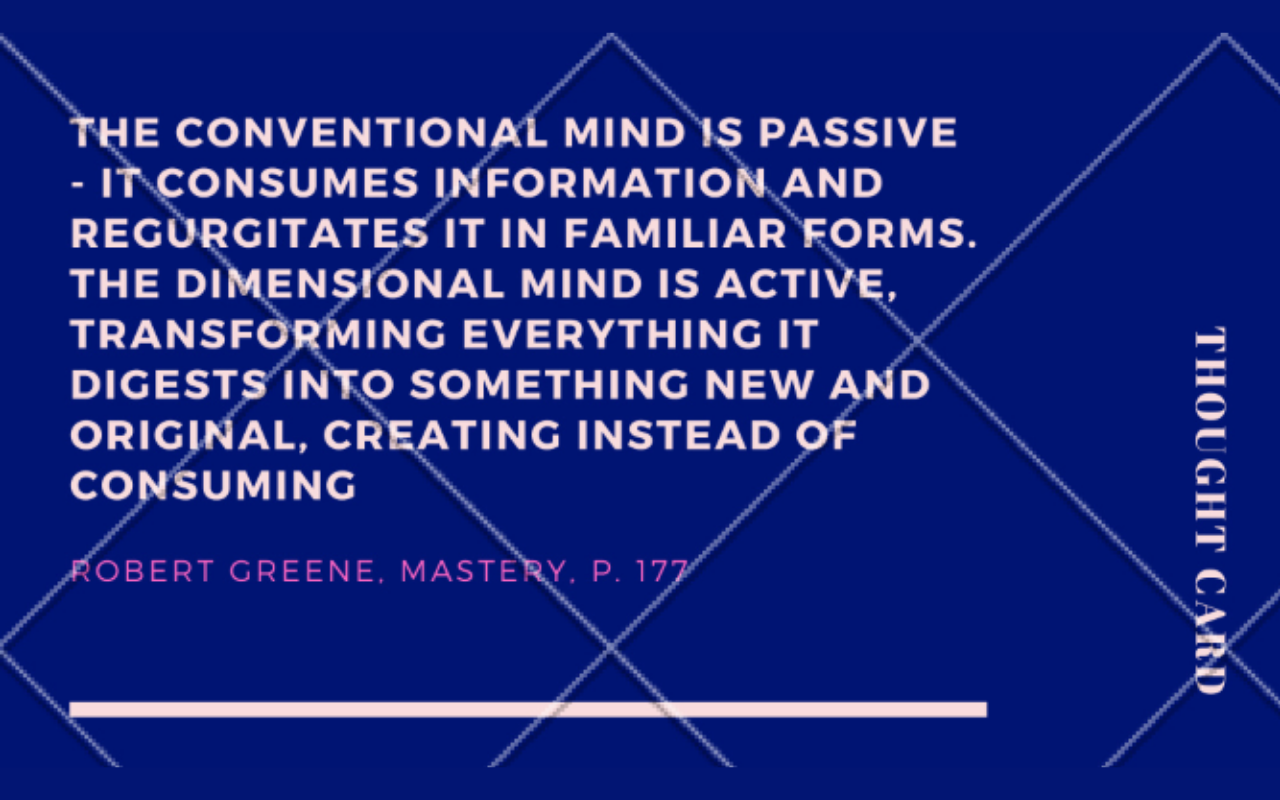 THE CONVENTIONAL MIND IS PASSIVE
- IT CONSUMES INFORMATION AND
REGURGITATES IT IN FAMILIAR FORMS.
THE DIMENSIONAL MIND IS ACTIVE,
TRANSFORMING EVERYTHING IT
DIGESTS INTO SOMETHING NEW AND
ORIGINAL, CREATING INSTEAD OF
CONSUMING
ROBERT GREENE, MASTERY, P. 177
THOUGHT CARD